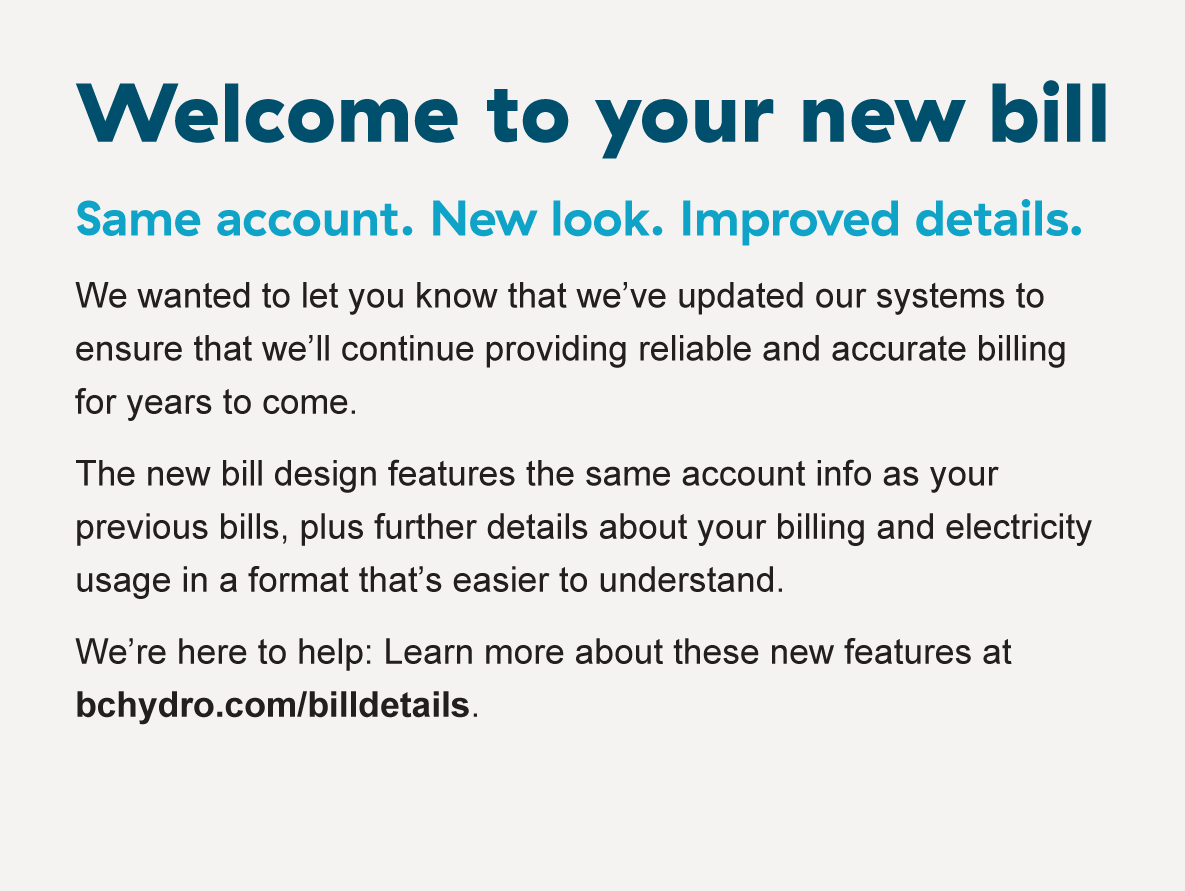 Welcome to your new bill
Same account. New look. Improved details.
We wanted to let you know that we’ve updated our systems to
ensure that we’ll continue providing reliable and accurate billing
for years to come.
The new bill design features the same account info as your
previous bills, plus further details about your billing and electricity
usage in a format that’s easier to understand.
We’re here to help: Learn more about these new features at
bchydro.com/billdetails.